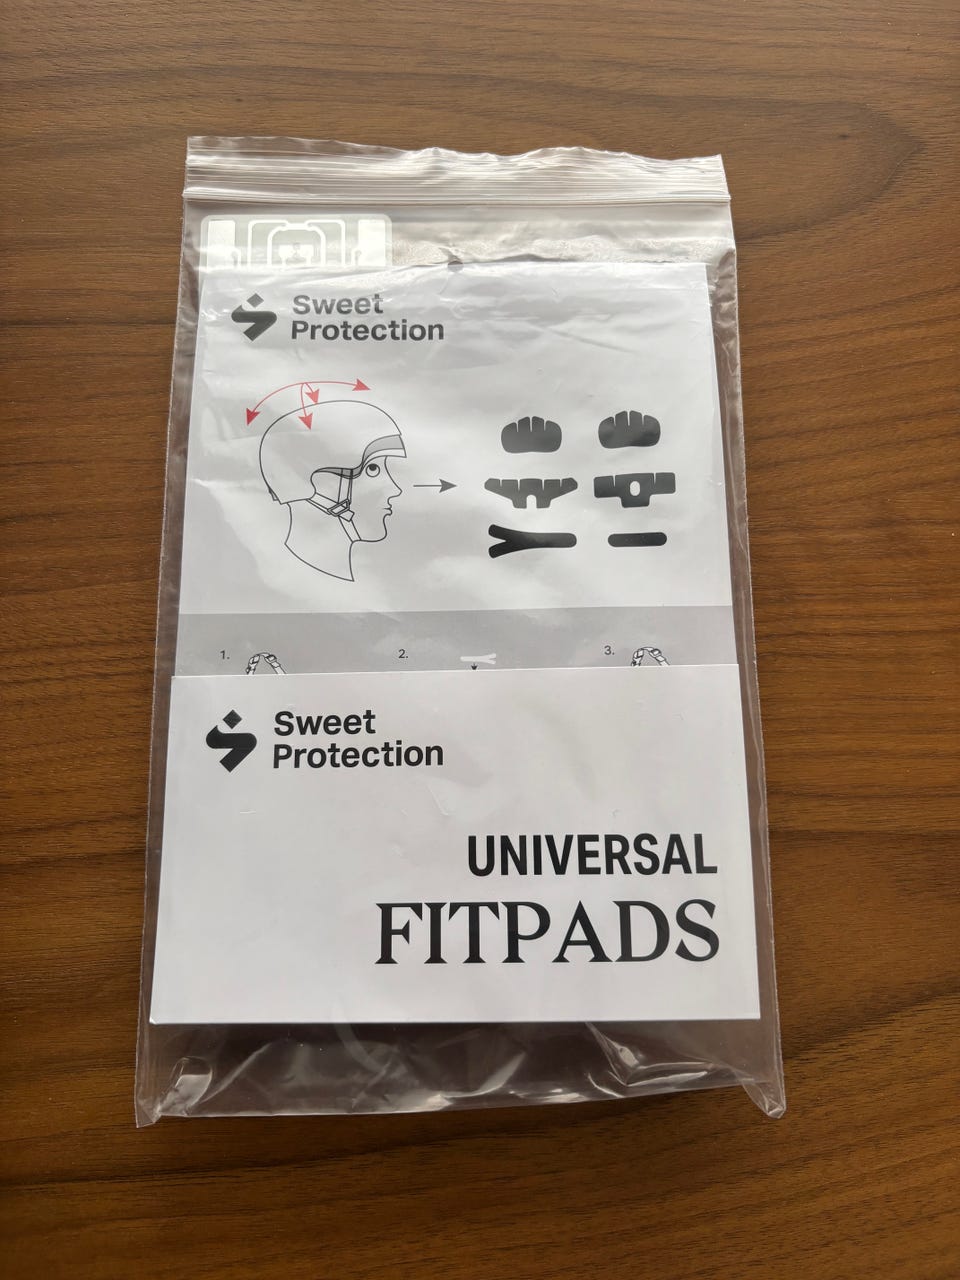 Sweet
Protection
1.
2.
3.
Sweet
Protection
UNIVERSAL
FITPADS